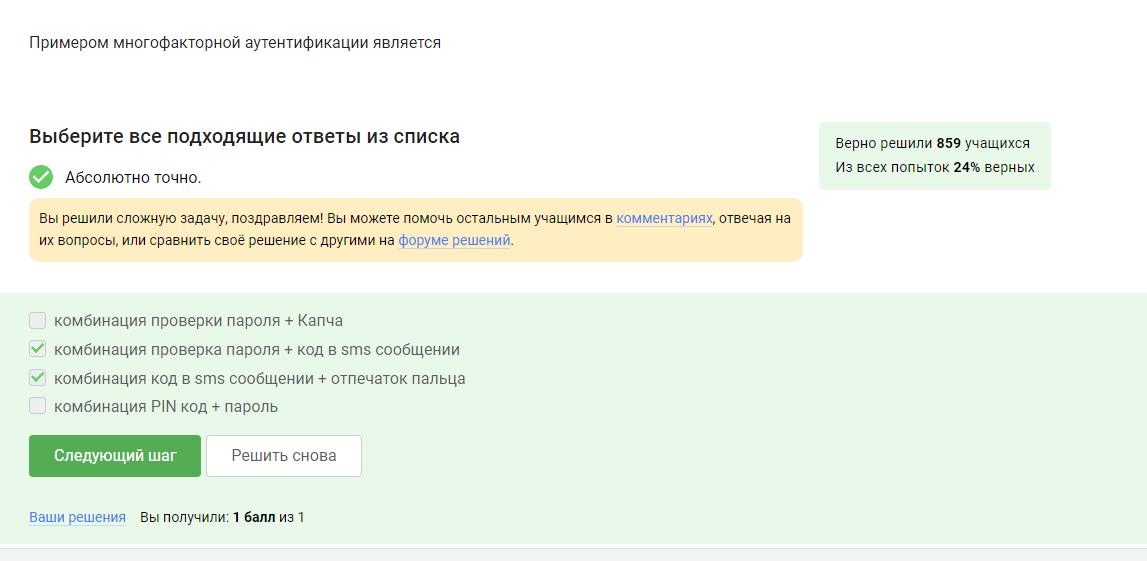 Примером многофакторной аутентификации является
Выберите все подходящие ответы из списка
Верно решили 859 учащихся
Из всех попыток 24% верных
Абсолютно точно.
Вы решили сложную задачу, поздравляем! Вы можете помочь остальным учащимся в комментариях, отвечая на
их вопросы, или сравнить своё решение с другими на форуме решений.
комбинация проверки пароля + Капча
комбинация проверка пароля + код в sms сообщении
комбинация код в sms сообщении + отпечаток пальца
комбинация PIN код + пароль
Следующий шаг Решить снова
Ваши решения Вы получили: 1 балл из 1